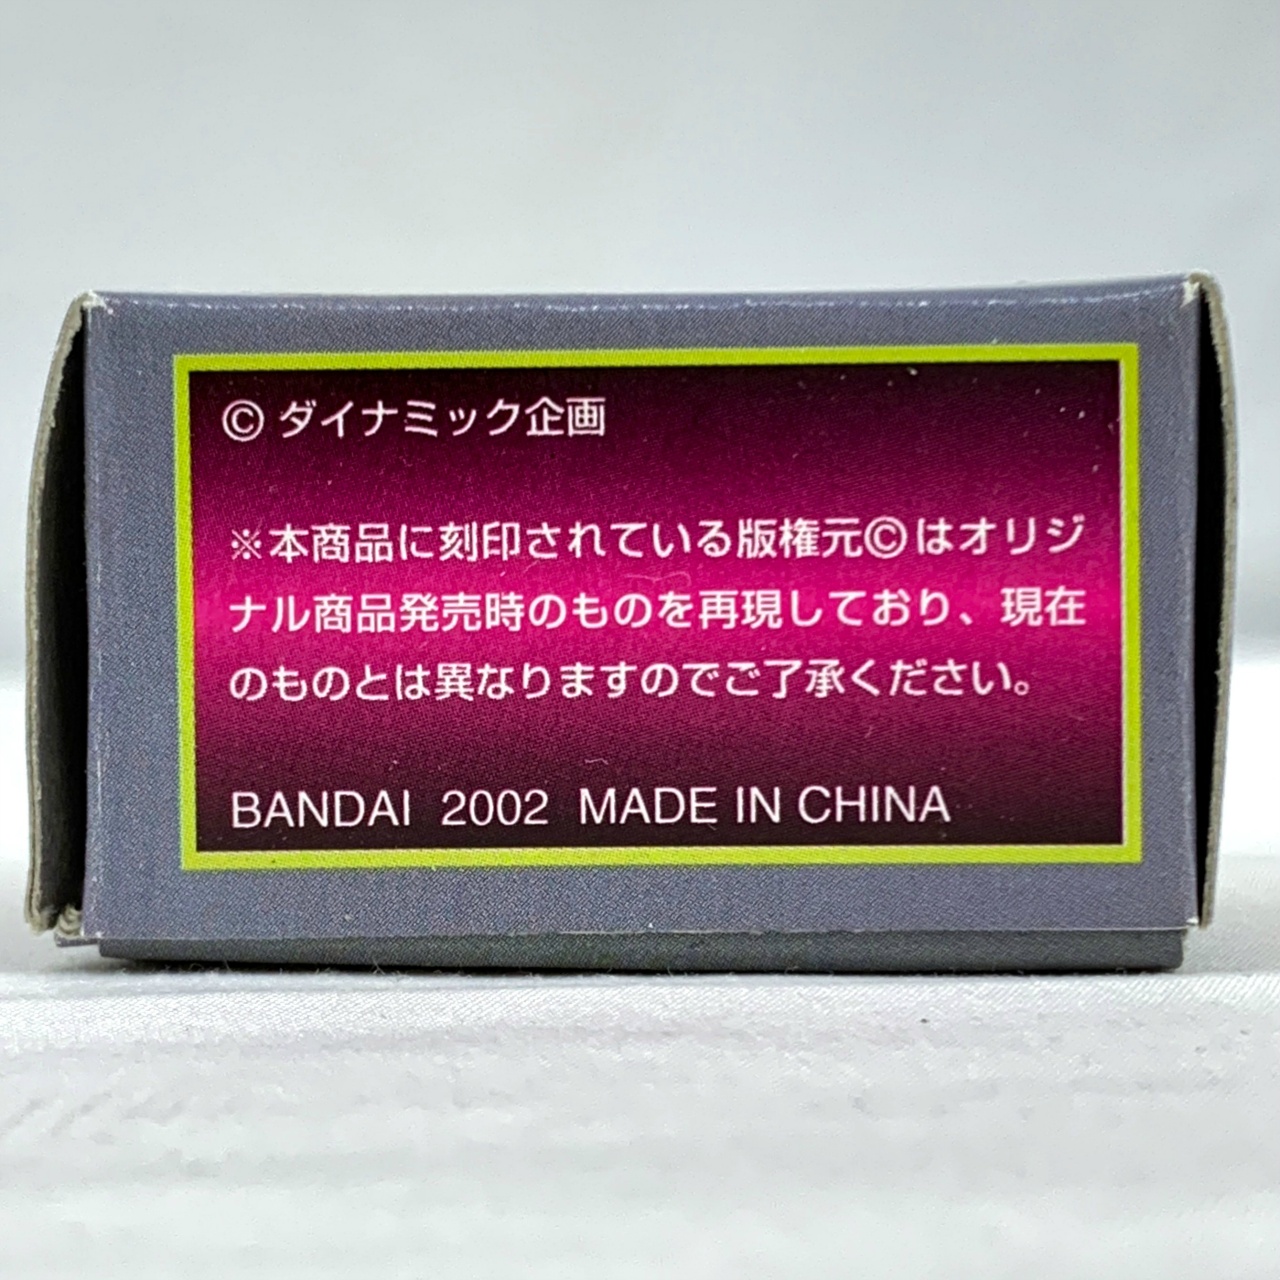 © ダイナミック企画
※本商品に刻印されている版権元©はオリジ
ナル商品発売時のものを再現しており、現在
のものとは異なりますのでご了承ください。
BANDAI 2002 MADE IN CHINA